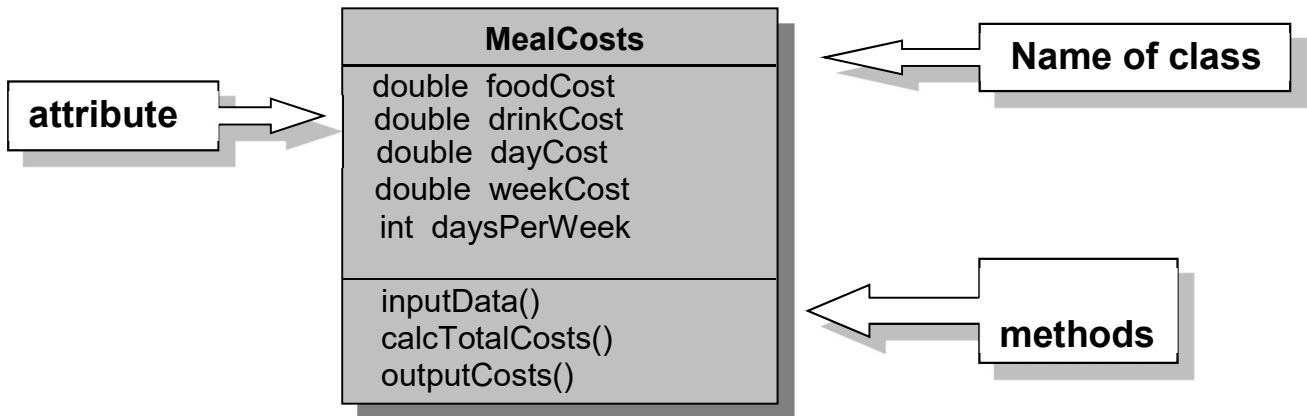 MealCosts
Name of class
attribute
double foodCost
double drinkCost
double dayCost
double weekCost
int daysPerWeek
inputData()
calcTotalCosts()
outputCosts()
methods